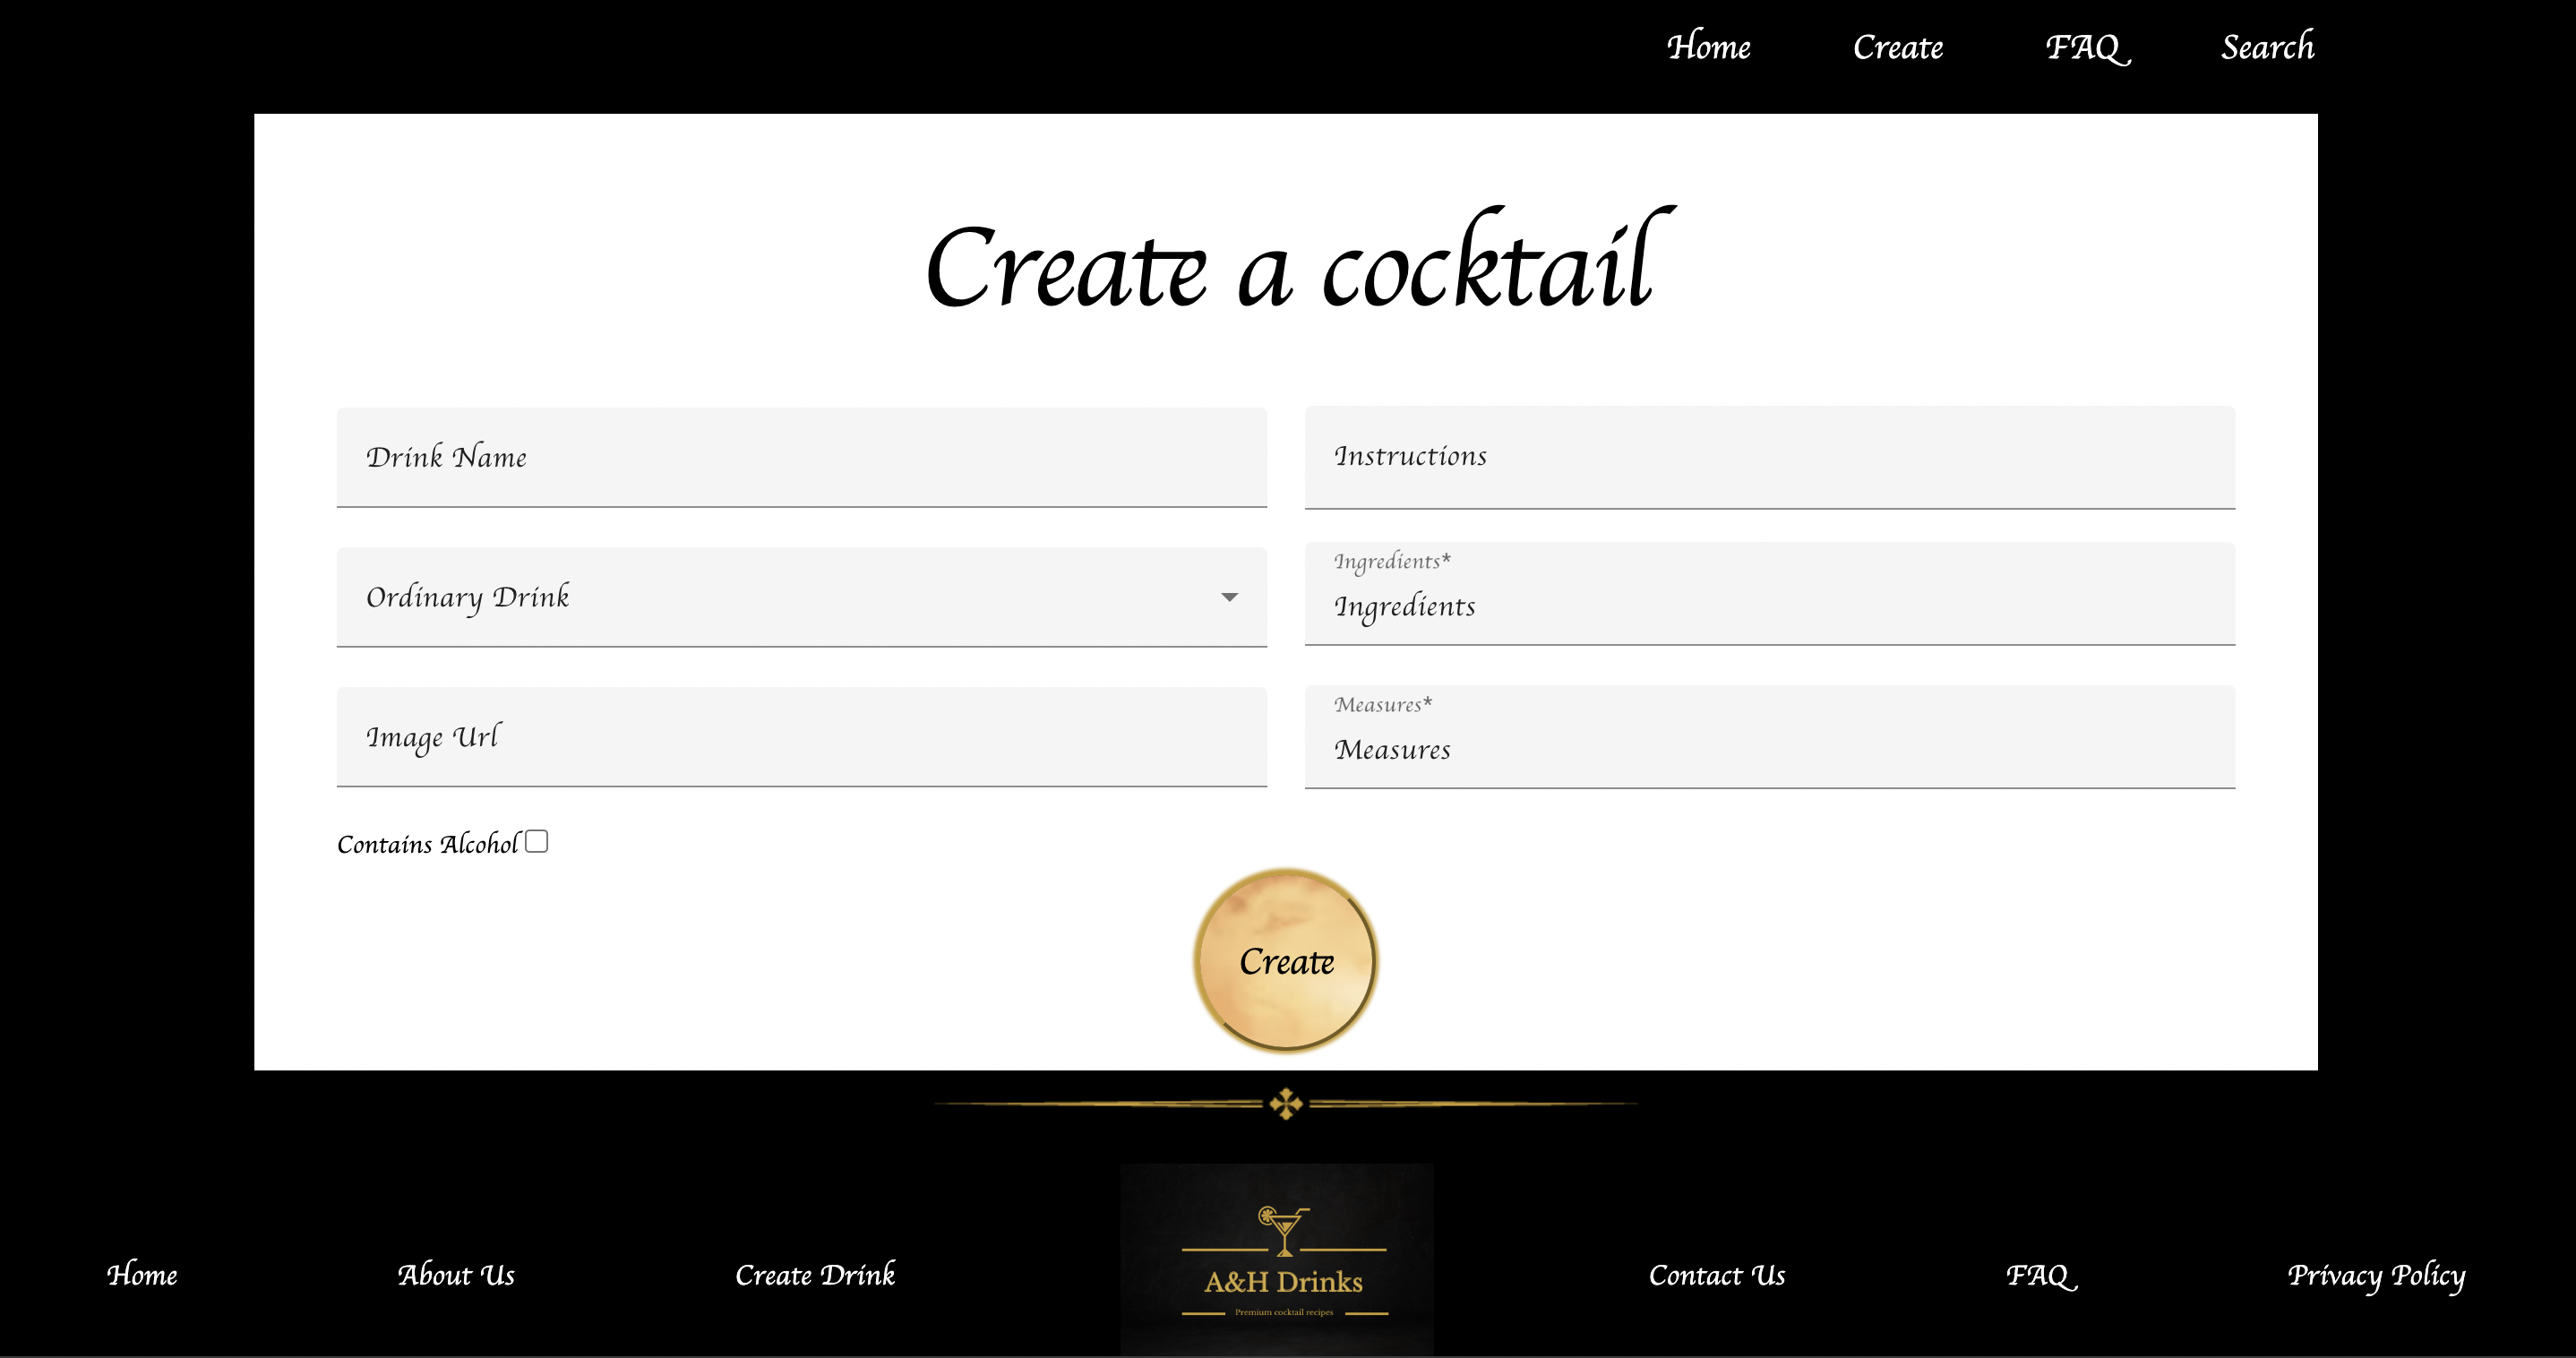 Home Create FAQ Search
Create a cocktail
Drink Name
Instructions
Ordinary Drink
Ingredients*
Ingredients
Image Url
Measures*
Measures
Contains Alcohol
Create
A&H Drinks
Premium cocktail recipes
Home About Us Create Drink Contact Us FAQ Privacy Policy